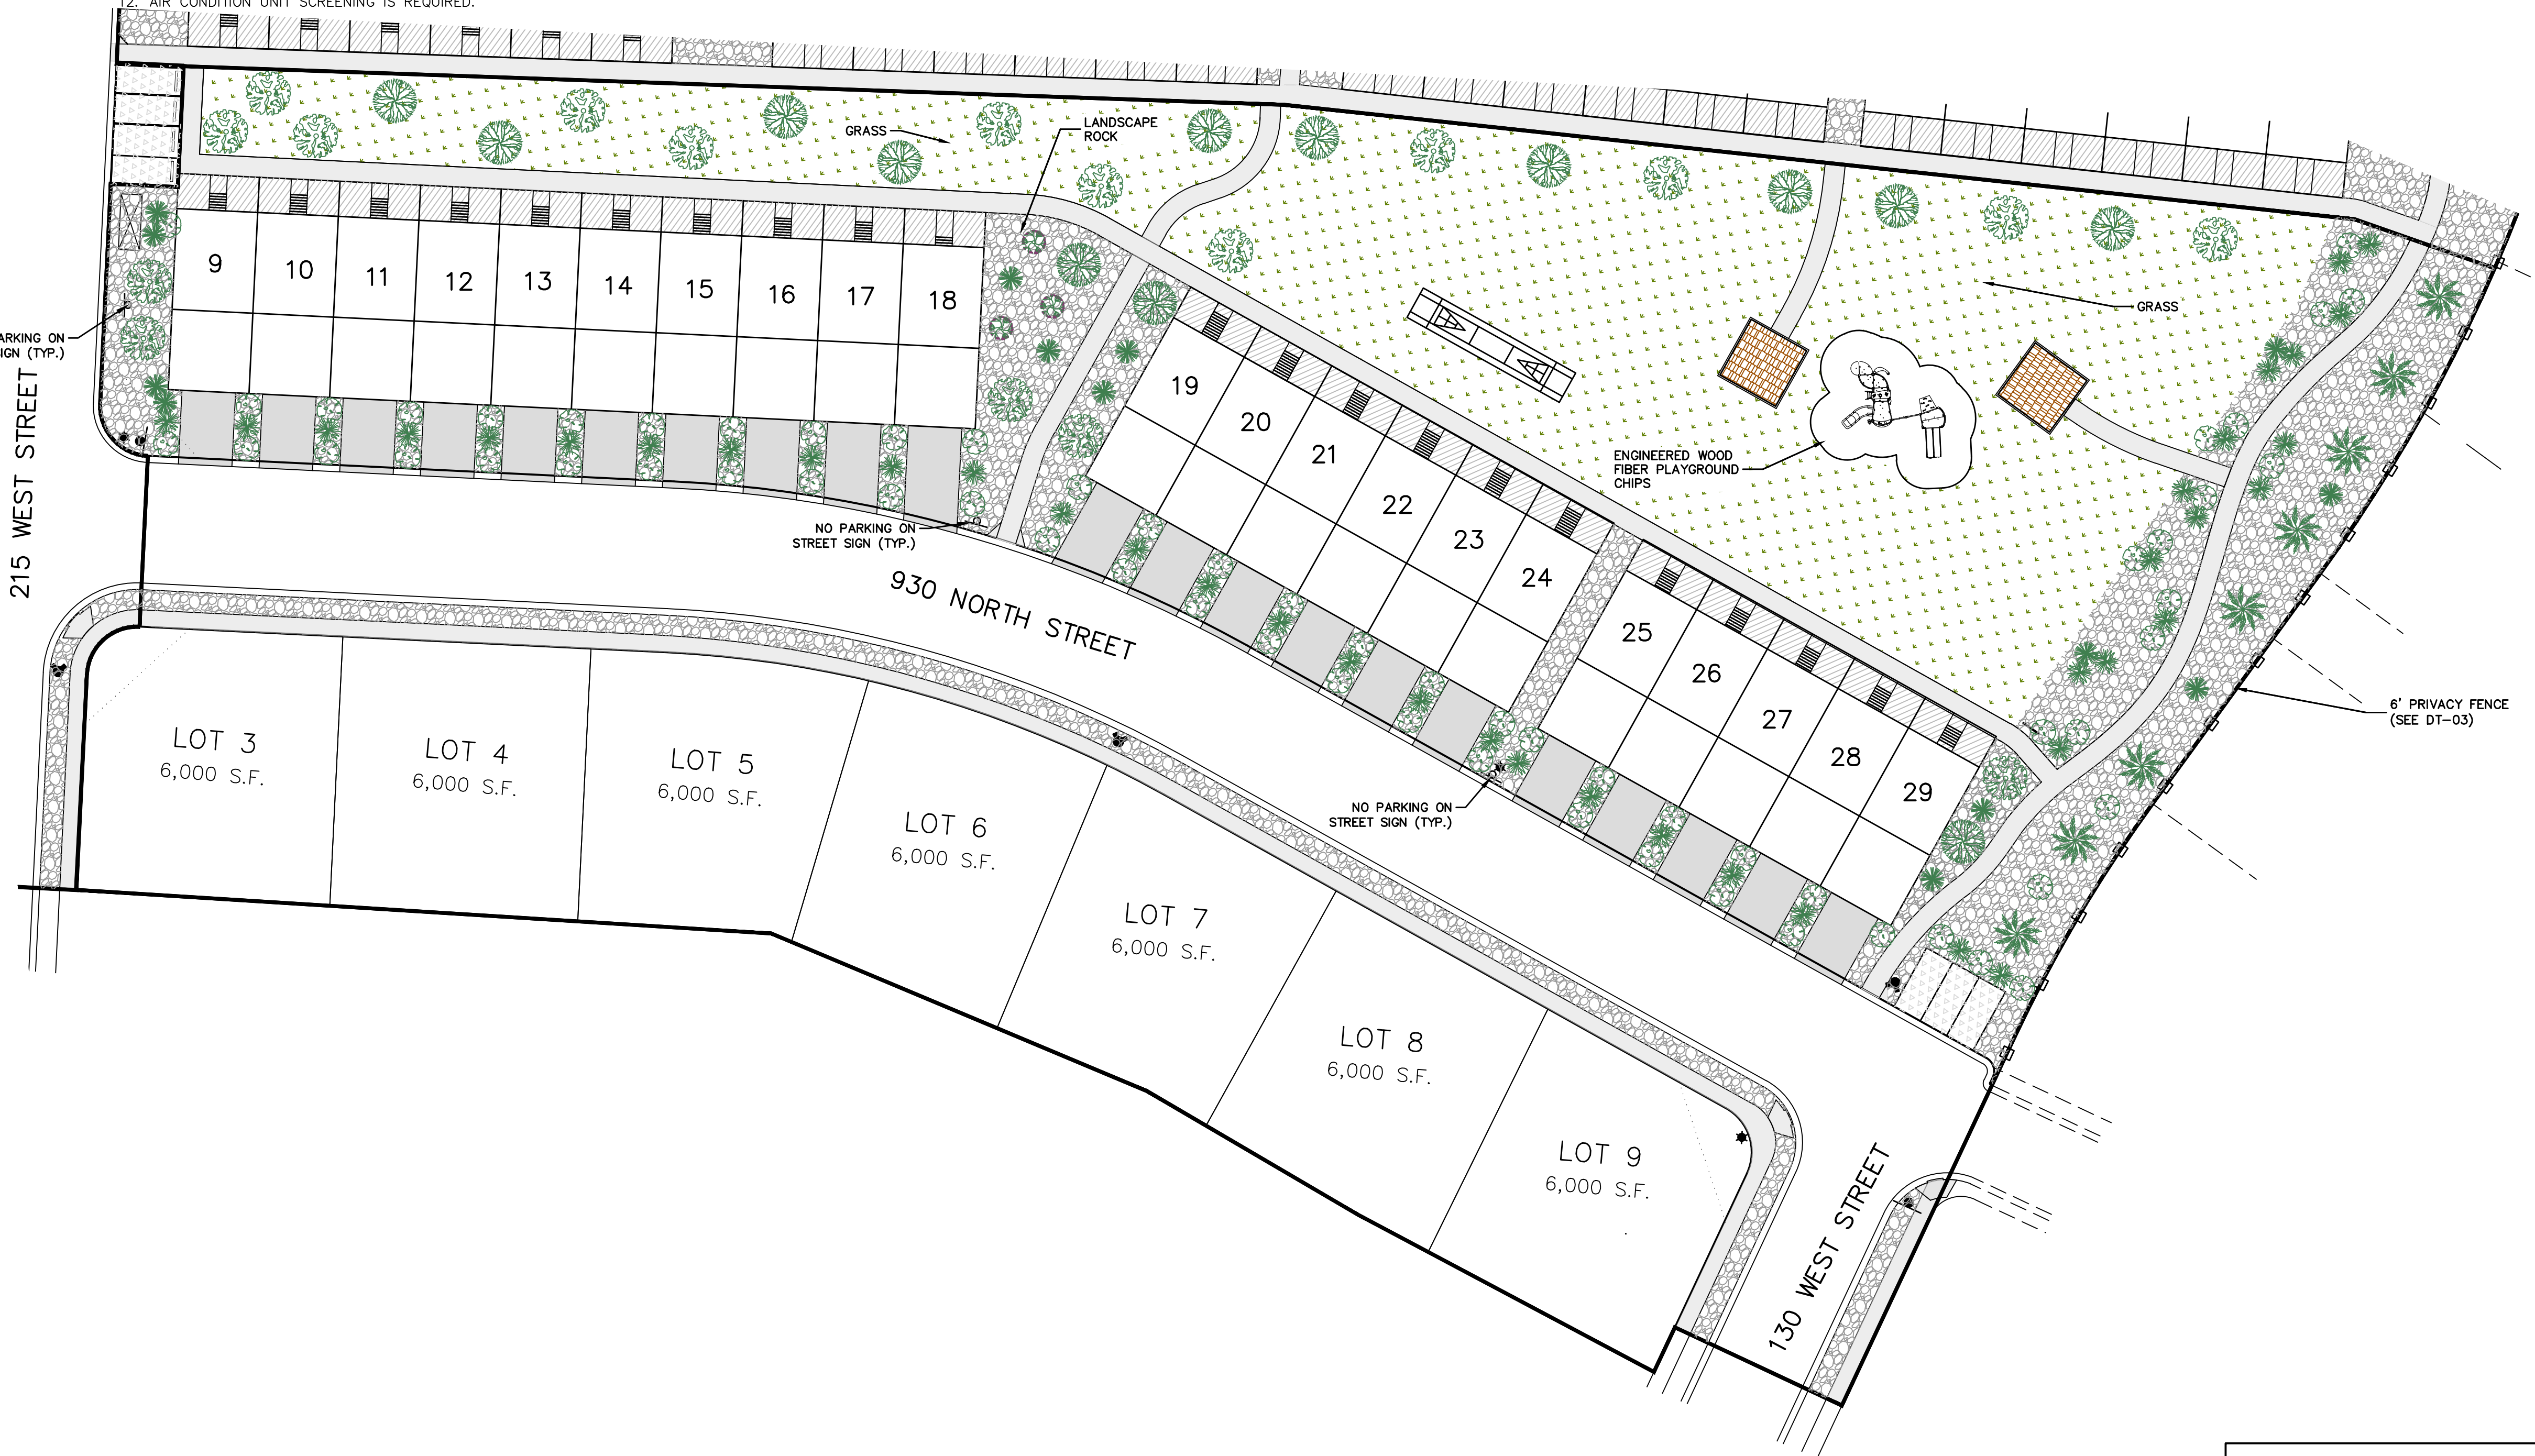 12. AIR CONDITION UNIT SCREENING IS REQUIRED.
GRASS
LANDSCAPE
ROCK
9
10
11
12
13
14
15
16
17
18
PARKING ON
SIGN (TYP.)
215 WEST STREET
GRASS
19
20
21
22
23
24
25
26
27
28
29
ENGINEERED WOOD
FIBER PLAYGROUND
CHIPS
NO PARKING ON
STREET SIGN (TYP.)
930 NORTH STREET
6' PRIVACY FENCE
(SEE DT-03)
NO PARKING ON
STREET SIGN (TYP.)
LOT 3
6,000 S.F.
LOT 4
6,000 S.F.
LOT 5
6,000 S.F.
LOT 6
6,000 S.F.
LOT 7
6,000 S.F.
LOT 8
6,000 S.F.
LOT 9
6,000 S.F.
130 WEST STREET